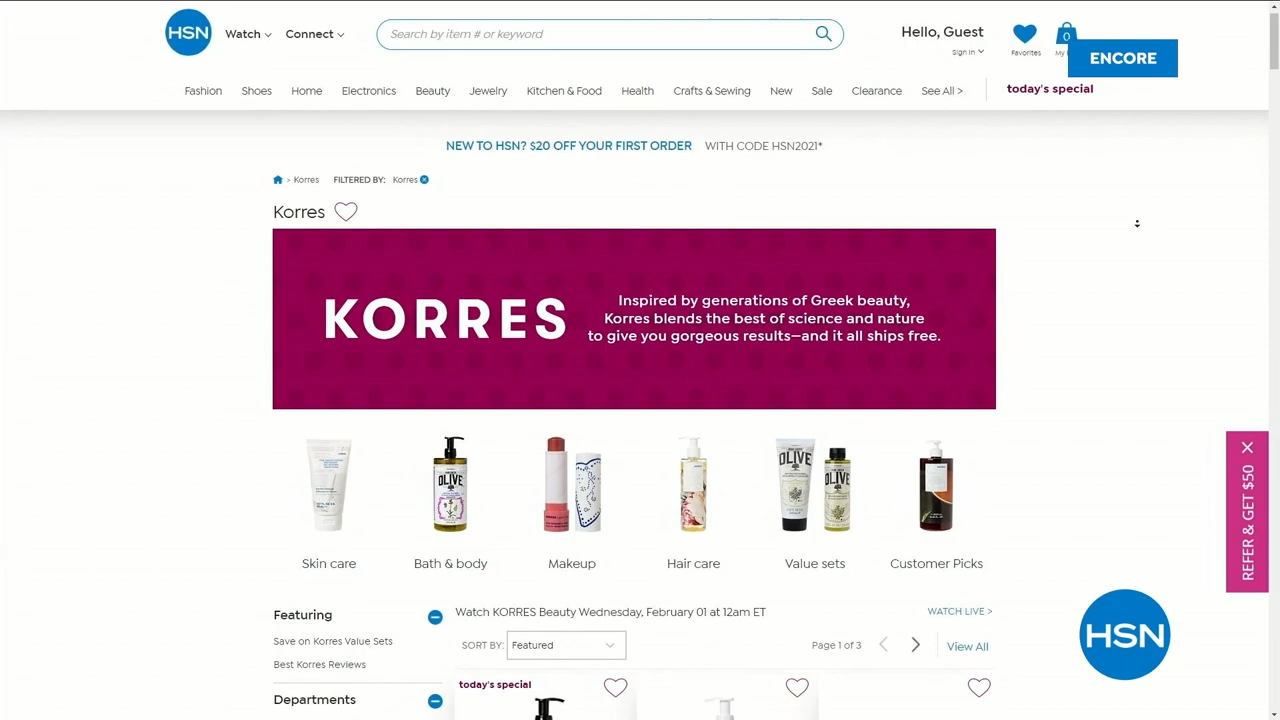 HSN
Watch
Connect
Search by item # or keyword
Hello, Guest
Sign In
Favorites
0
My
ENCORE
Fashion
Shoes
Home
Electronics
Beauty
Jewelry
Kitchen & Food
Health
Crafts & Sewing
New
Sale
Clearance
See All >
today's special
NEW TO HSN? $20 OFF YOUR FIRST ORDER WITH CODE HSN2021*
> Korres FILTERED BY: Korres
Korres
KORRES
Inspired by generations of Greek beauty,
Korres blends the best of science and nature
to give you gorgeous results—and it all ships free.
OLIVE
OLIVE
OLIVE
Skin care
Bath & body
Makeup
Hair care
Value sets
Customer Picks
REFER & GET $50
Featuring
Save on Korres Value Sets
Best Korres Reviews
Departments
Watch KORRES Beauty Wednesday, February 01 at 12am ET
WATCH LIVE >
SORT BY: Featured
Page 1 of 3
View All
today's special
HSN